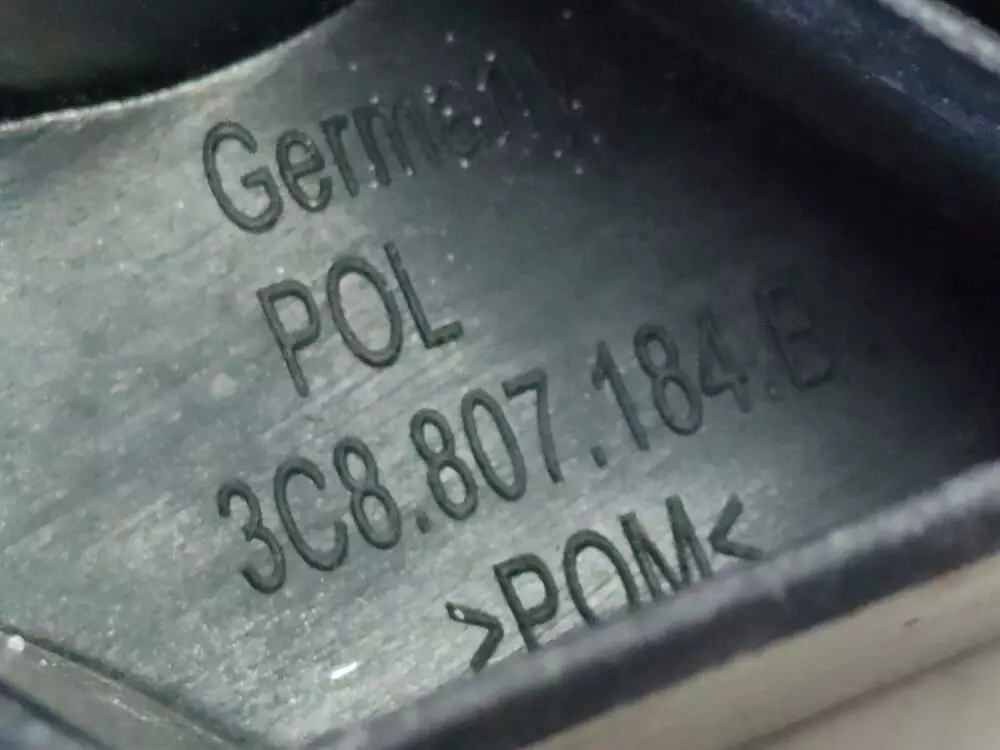 Germany
POL
3C8.807.184.B
>POM<